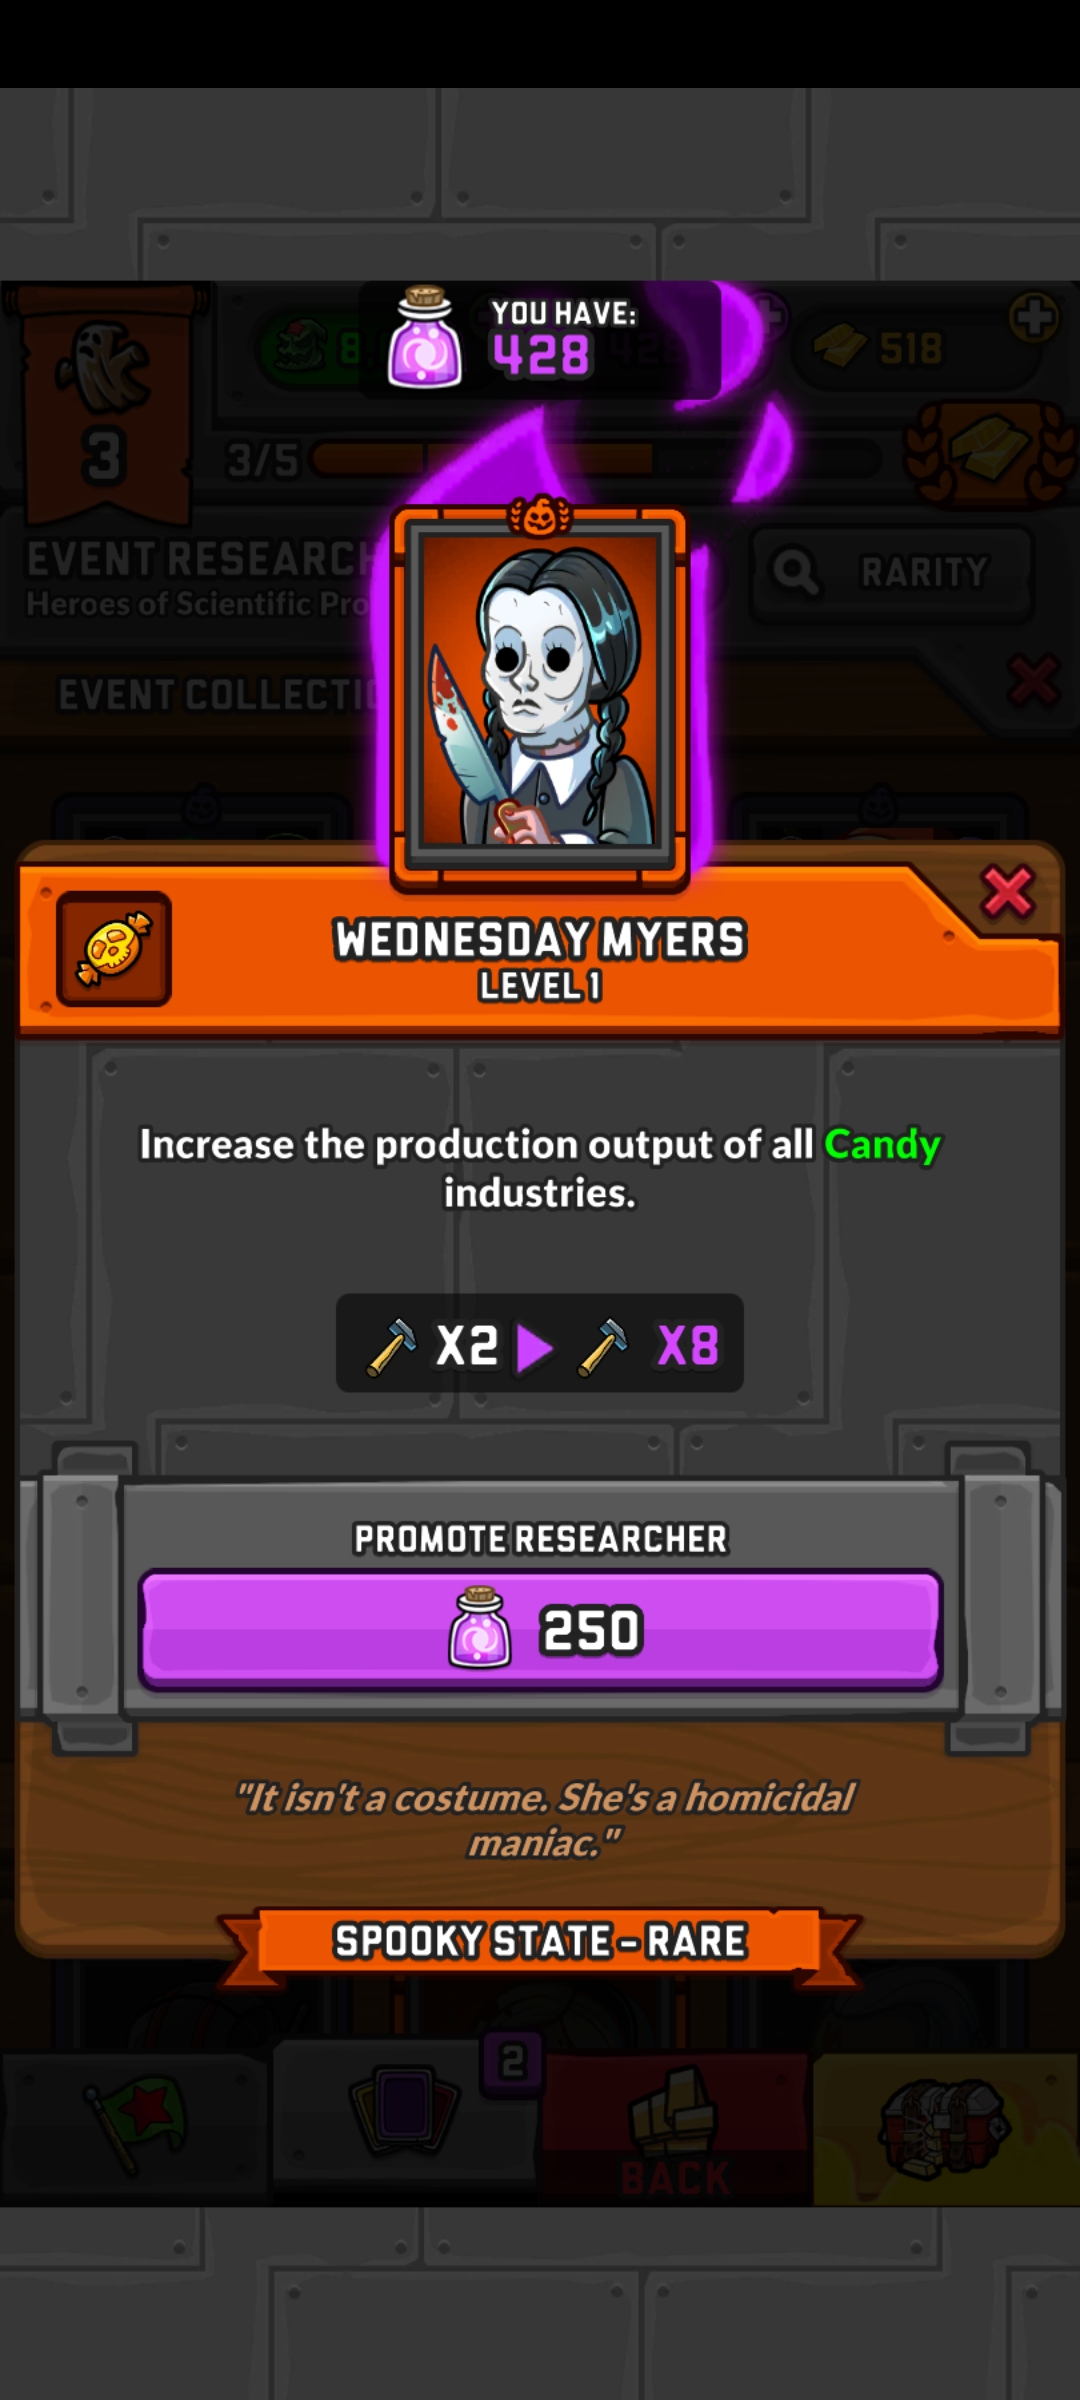 YOU HAVE:
428
518
3
3/5
EVENT RESEARCH
Heroes of Scientific Pro
RARITY
EVENT COLLECTIO
WEDNESDAY MYERS
LEVEL 1
Increase the production output of all Candy
industries.
X2 X8
PROMOTE RESEARCHER
250
"It isn't a costume. She's a homicidal
maniac."
SPOOKY STATE - RARE
2
BACK